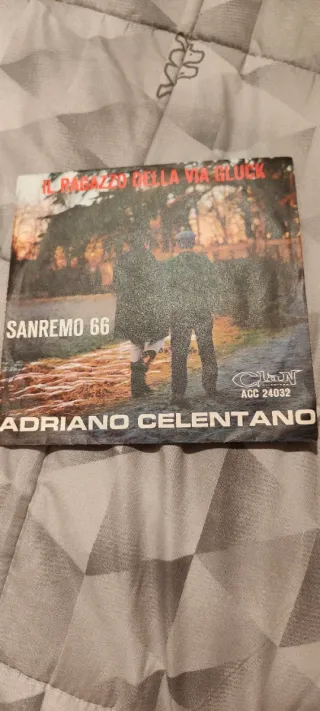 IL RAGAZZO DELLA VIA GLUCK
SANREMO 66
Clan
ACC 24032
ADRIANO CELENTANO